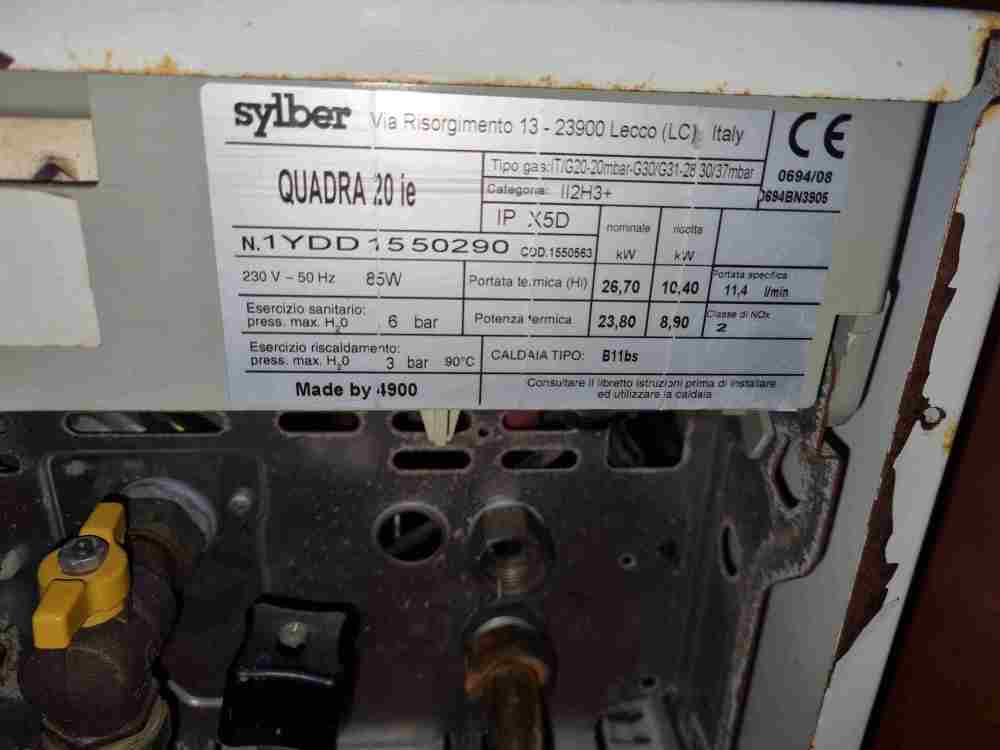 sylber Via Risorgimento 13 - 23900 Lecco (LC) Italy
CE
0694/08
0694BN3905
QUADRA 20 ie
Tipo gas:IT/G20-20mbar-G30/G31-28 30/37mbar
Categoria: II2H3+
IP X5D
N.1YDD1550290 COD.1550563
nominale ridotta
kW kW
230 V ~ 50 Hz 85W
Portata termica (Hi) 26,70 10,40
Portata specifica
11,4 l/min
Esercizio sanitario:
press. max. H2O 6 bar
Potenza termica 23,80 8,90
Classe di NOx
2
Esercizio riscaldamento:
press. max. H2O 3 bar 90°C
CALDAIA TIPO: B11bs
Made by 4900
Consultare il libretto istruzioni prima di installare
ed utilizzare la caldaia